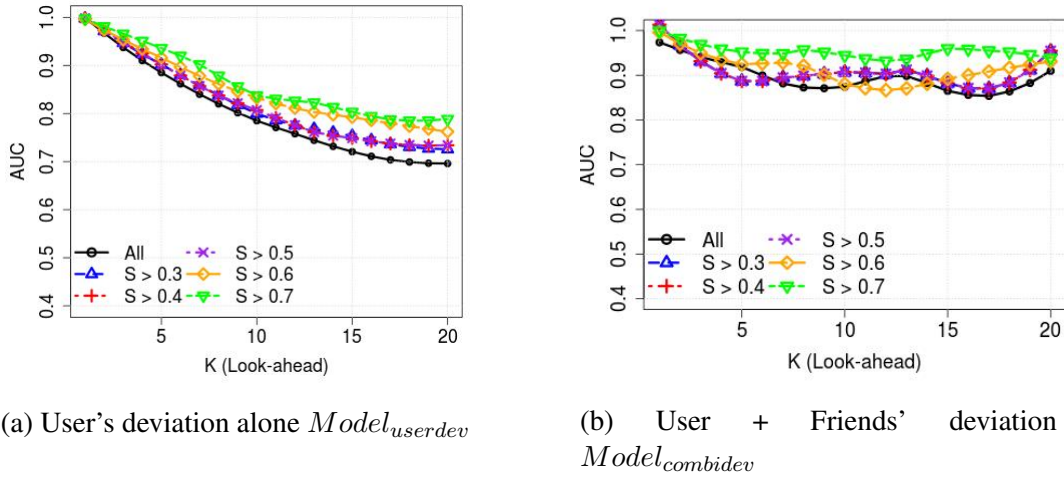 AUC
1.0
0.9
0.8
0.7
0.6
0.5
0.4
All
S > 0.3
S > 0.4
S > 0.5
S > 0.6
S > 0.7
5 10 15 20
K (Look-ahead)
(a) User's deviation alone Model_userdev
AUC
1.0
0.9
0.8
0.7
0.6
0.5
0.4
All
S > 0.3
S > 0.4
S > 0.5
S > 0.6
S > 0.7
5 10 15 20
K (Look-ahead)
(b) User + Friends' deviation
Model_combidev